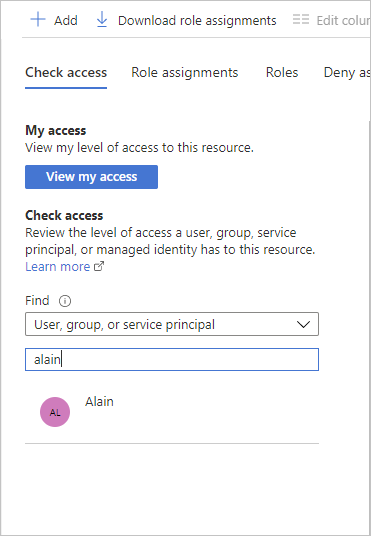 Add Download role assignments Edit colu
Check access Role assignments Roles Deny as
My access
View my level of access to this resource.
View my access
Check access
Review the level of access a user, group, service
principal, or managed identity has to this resource.
Learn more
Find
User, group, or service principal
alain
AL Alain